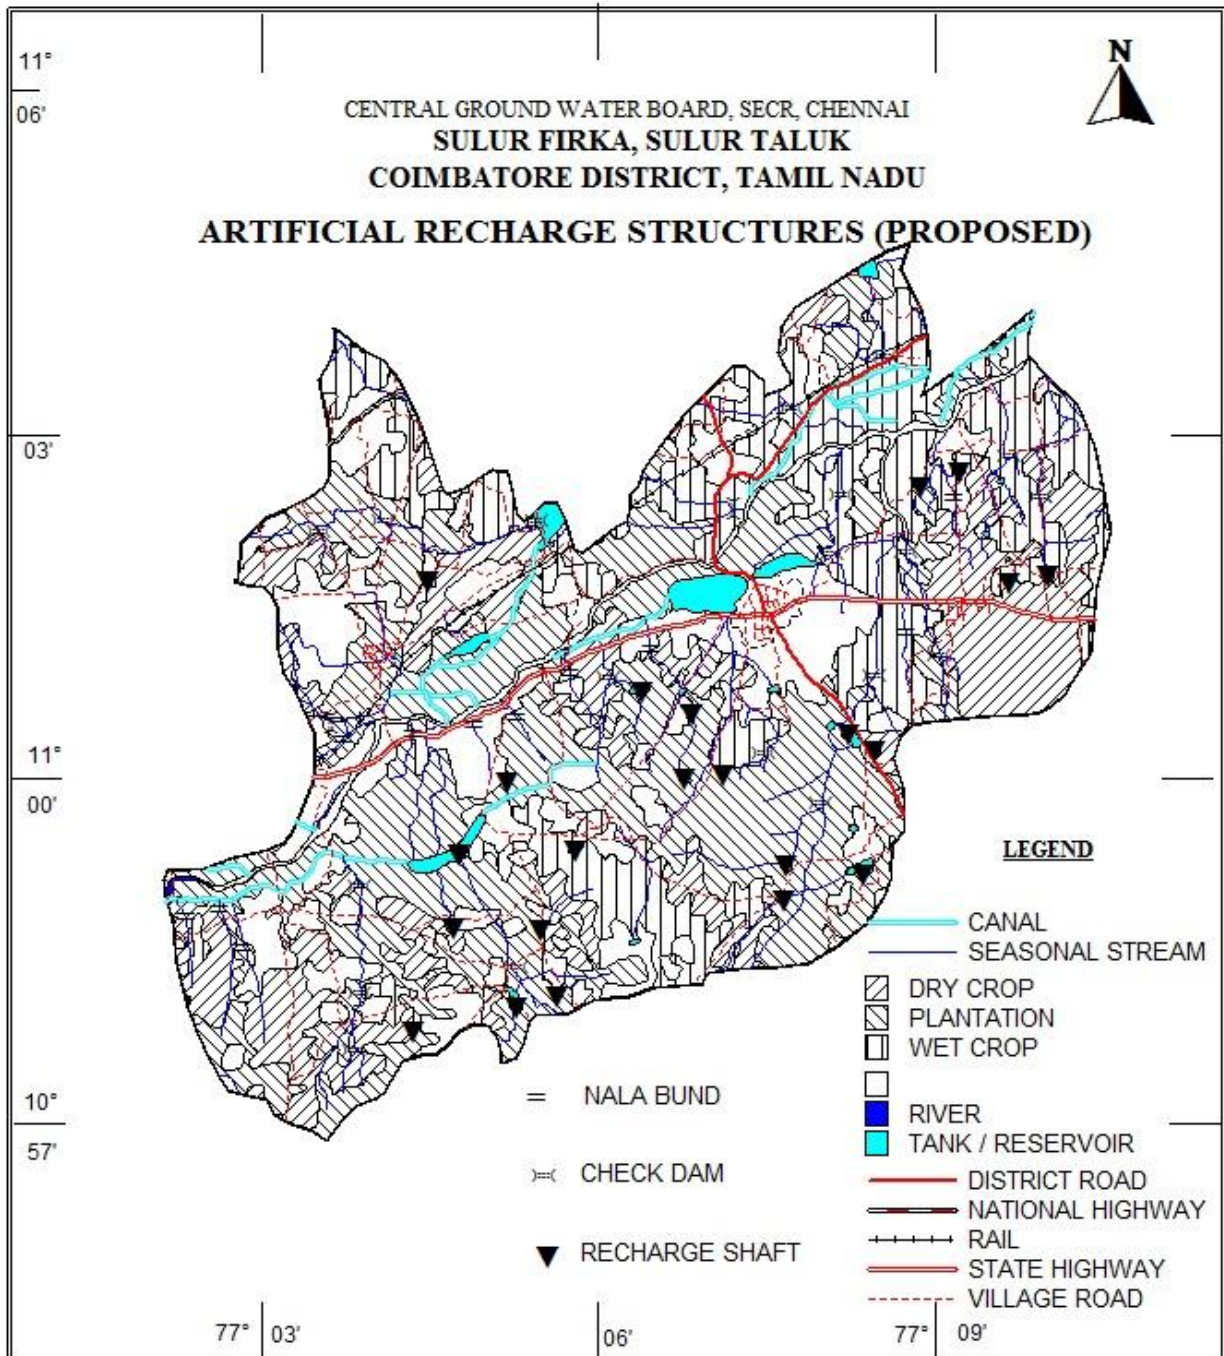 N
11°
06'
CENTRAL GROUND WATER BOARD, SECR, CHENNAI
SULUR FIRKA, SULUR TALUK
COIMBATORE DISTRICT, TAMIL NADU
ARTIFICIAL RECHARGE STRUCTURES (PROPOSED)
03'
11°
00'
LEGEND
CANAL
SEASONAL STREAM
DRY CROP
PLANTATION
WET CROP
RIVER
TANK / RESERVOIR
DISTRICT ROAD
NATIONAL HIGHWAY
RAIL
STATE HIGHWAY
VILLAGE ROAD
NALA BUND
CHECK DAM
RECHARGE SHAFT
10°
57'
77° 03'
06'
77° 09'